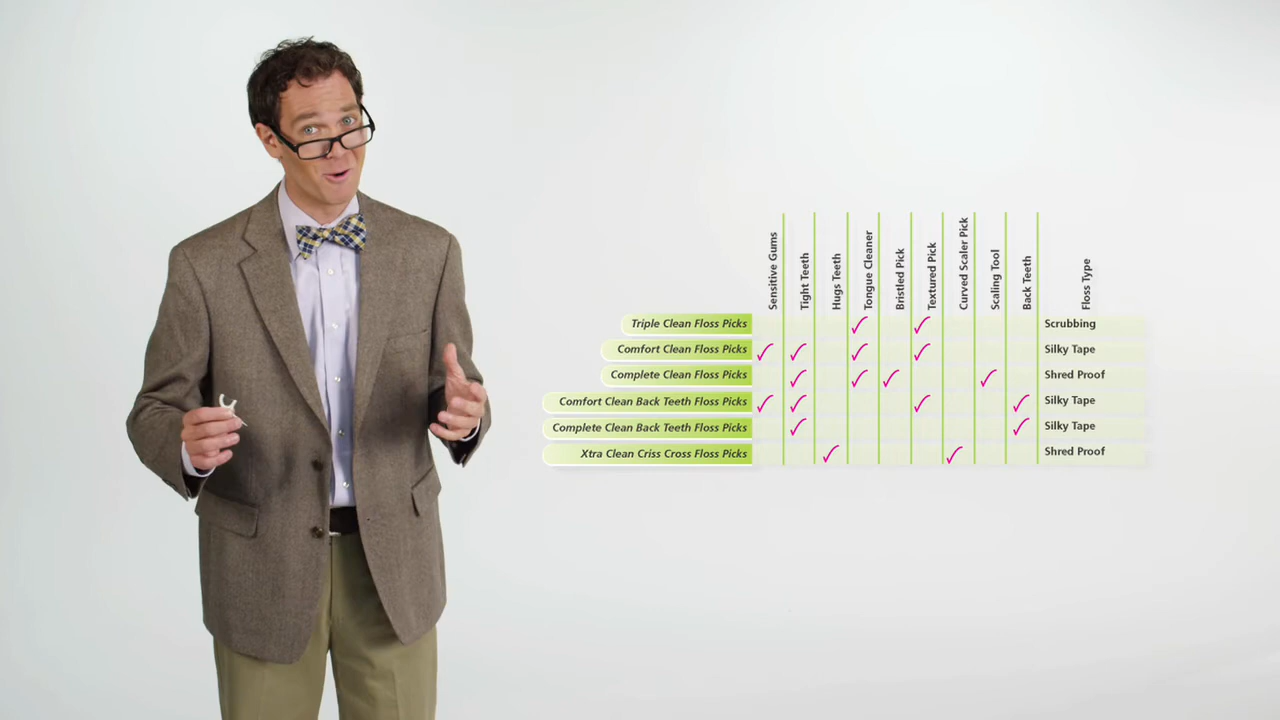 Sensitive Gums
Tight Teeth
Hugs Teeth
Tongue Cleaner
Bristled Pick
Textured Pick
Curved Scaler Pick
Scaling Tool
Back Teeth
Floss Type
Triple Clean Floss Picks Scrubbing
Comfort Clean Floss Picks Silky Tape
Complete Clean Floss Picks Shred Proof
Comfort Clean Back Teeth Floss Picks Silky Tape
Complete Clean Back Teeth Floss Picks Silky Tape
Xtra Clean Criss Cross Floss Picks Shred Proof